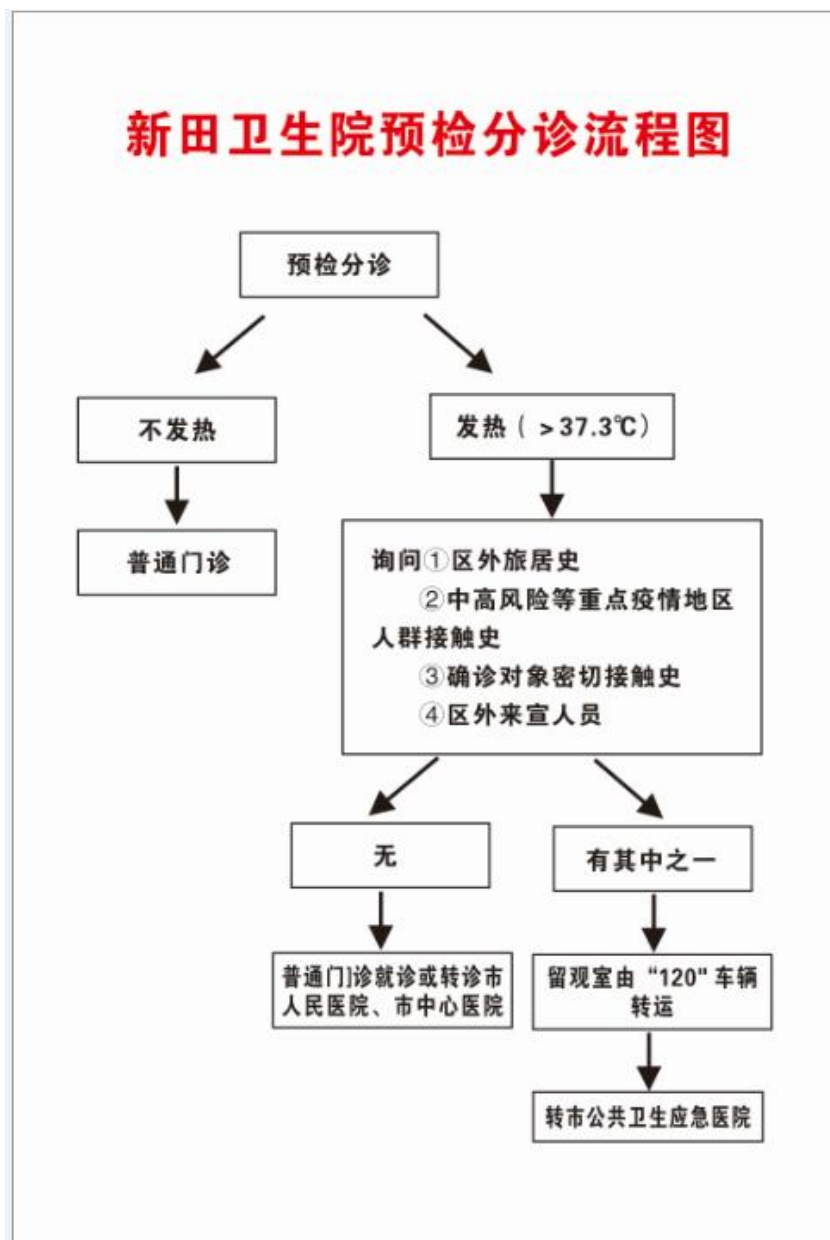 新田卫生院预检分诊流程图
预检分诊
不发热
发热（ >37.3℃）
普通门诊
询问①区外旅居史
②中高风险等重点疫情地区
人群接触史
③确诊对象密切接触史
④区外来宣人员
无
有其中之一
普通门]诊就诊或转诊市
人民医院、市中心医院
留观室由“120"车辆
转运
转市公共卫生应急医院